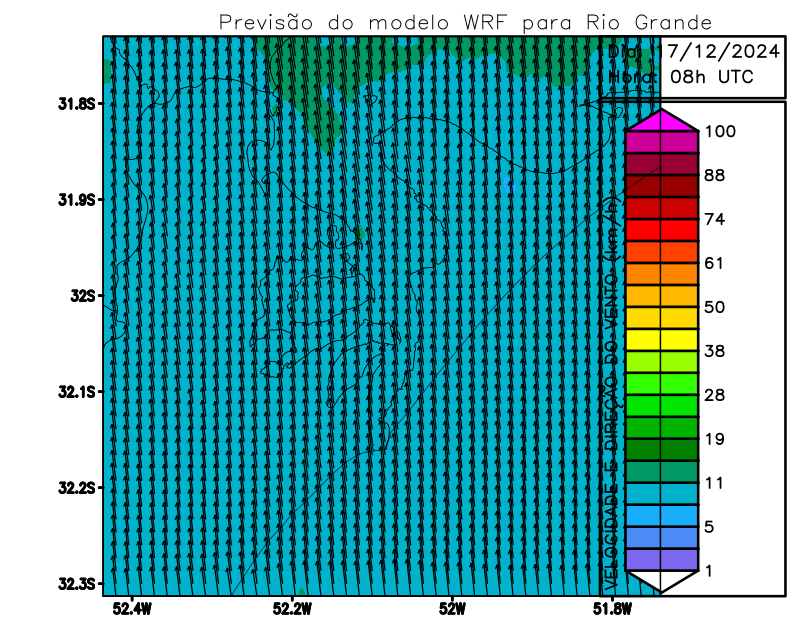 Previsão do modelo WRF para Rio Grande
Dia: 17/12/2024
Hora: 08h UTC
31.8S
31.9S
32S
32.1S
32.2S
32.3S
52.4W
52.2W
52W
51.8W
VELOCIDADE E DIREÇÃO DO VENTO (km/h)
100
88
74
61
50
38
28
19
11
5
1